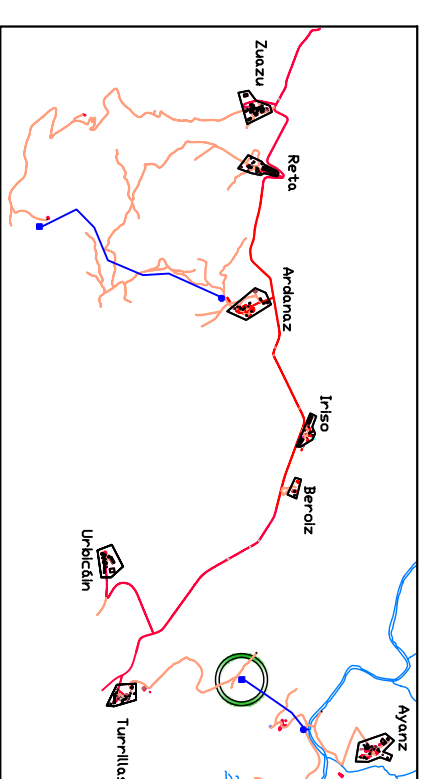 Zuazu
Reta
Ardanaz
Iriso
Beroiz
Urbicáin
Ayanz
Turrillas